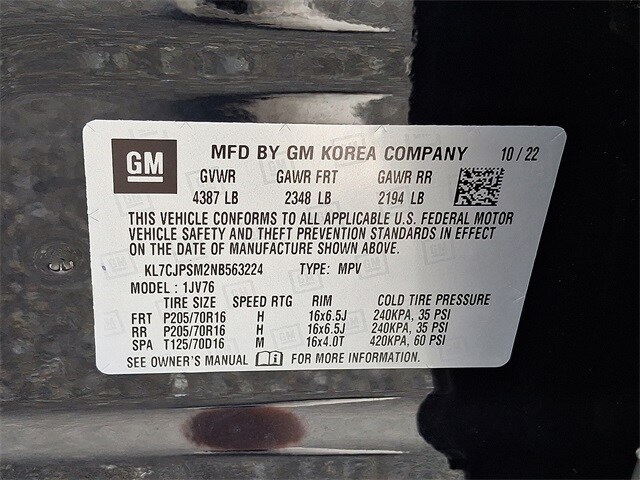 GM MFD BY GM KOREA COMPANY 10/22
GVWR GAWR FRT GAWR RR
4387 LB 2348 LB 2194 LB
THIS VEHICLE CONFORMS TO ALL APPLICABLE U.S. FEDERAL MOTOR
VEHICLE SAFETY AND THEFT PREVENTION STANDARDS IN EFFECT
ON THE DATE OF MANUFACTURE SHOWN ABOVE.
KL7CJPSM2NB563224 TYPE: MPV
MODEL : 1JV76
TIRE SIZE SPEED RTG RIM COLD TIRE PRESSURE
FRT P205/70R16 H 16x6.5J 240KPA, 35 PSI
RR P205/70R16 H 16x6.5J 240KPA, 35 PSI
SPA T125/70D16 M 16x4.0T 420KPA, 60 PSI
SEE OWNER'S MANUAL FOR MORE INFORMATION.